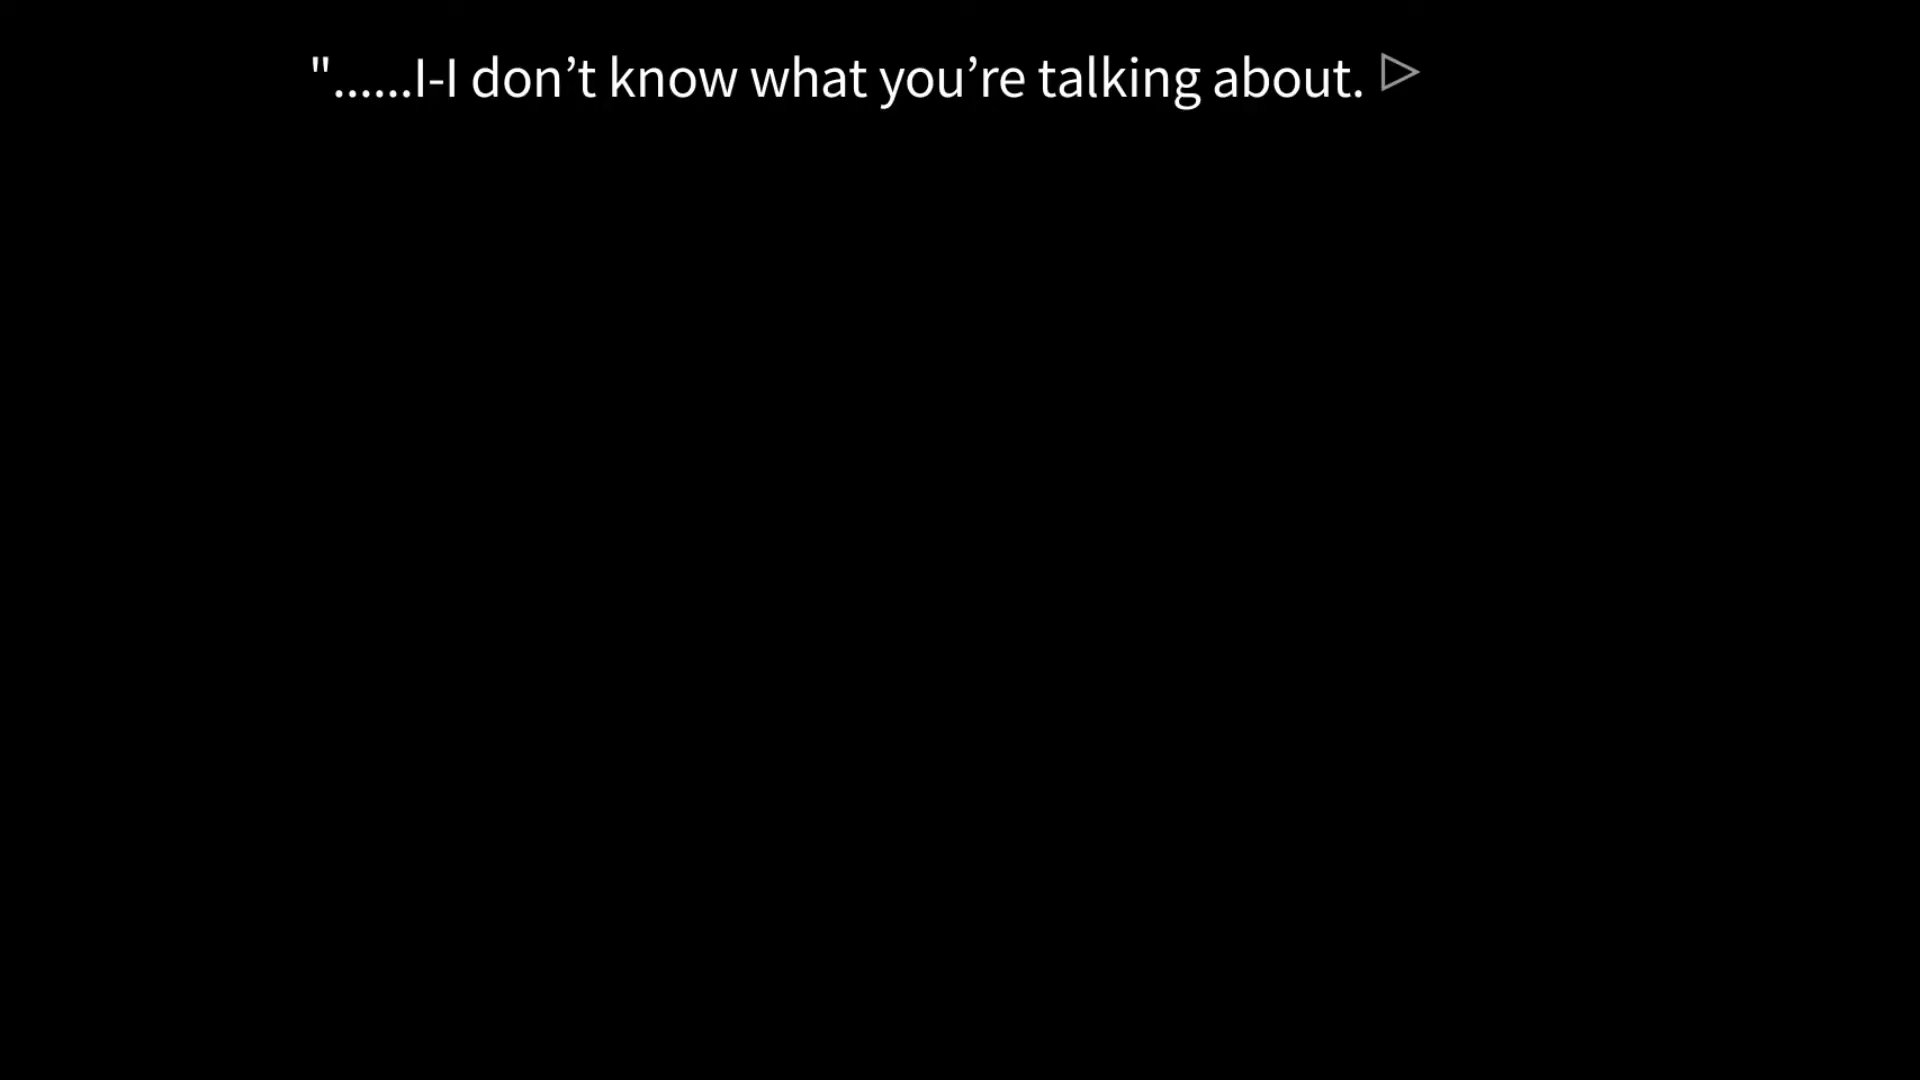 "......I-I don’t know what you’re talking about.